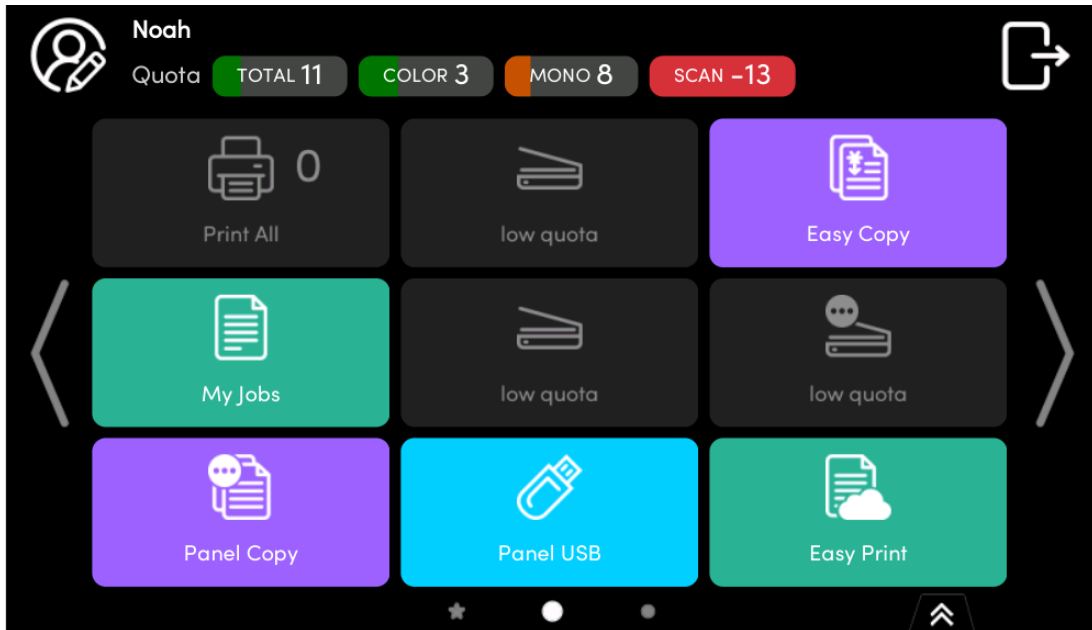 Noah
Quota TOTAL 11 COLOR 3 MONO 8 SCAN -13
0
Print All low quota Easy Copy
My Jobs low quota low quota
Panel Copy Panel USB Easy Print